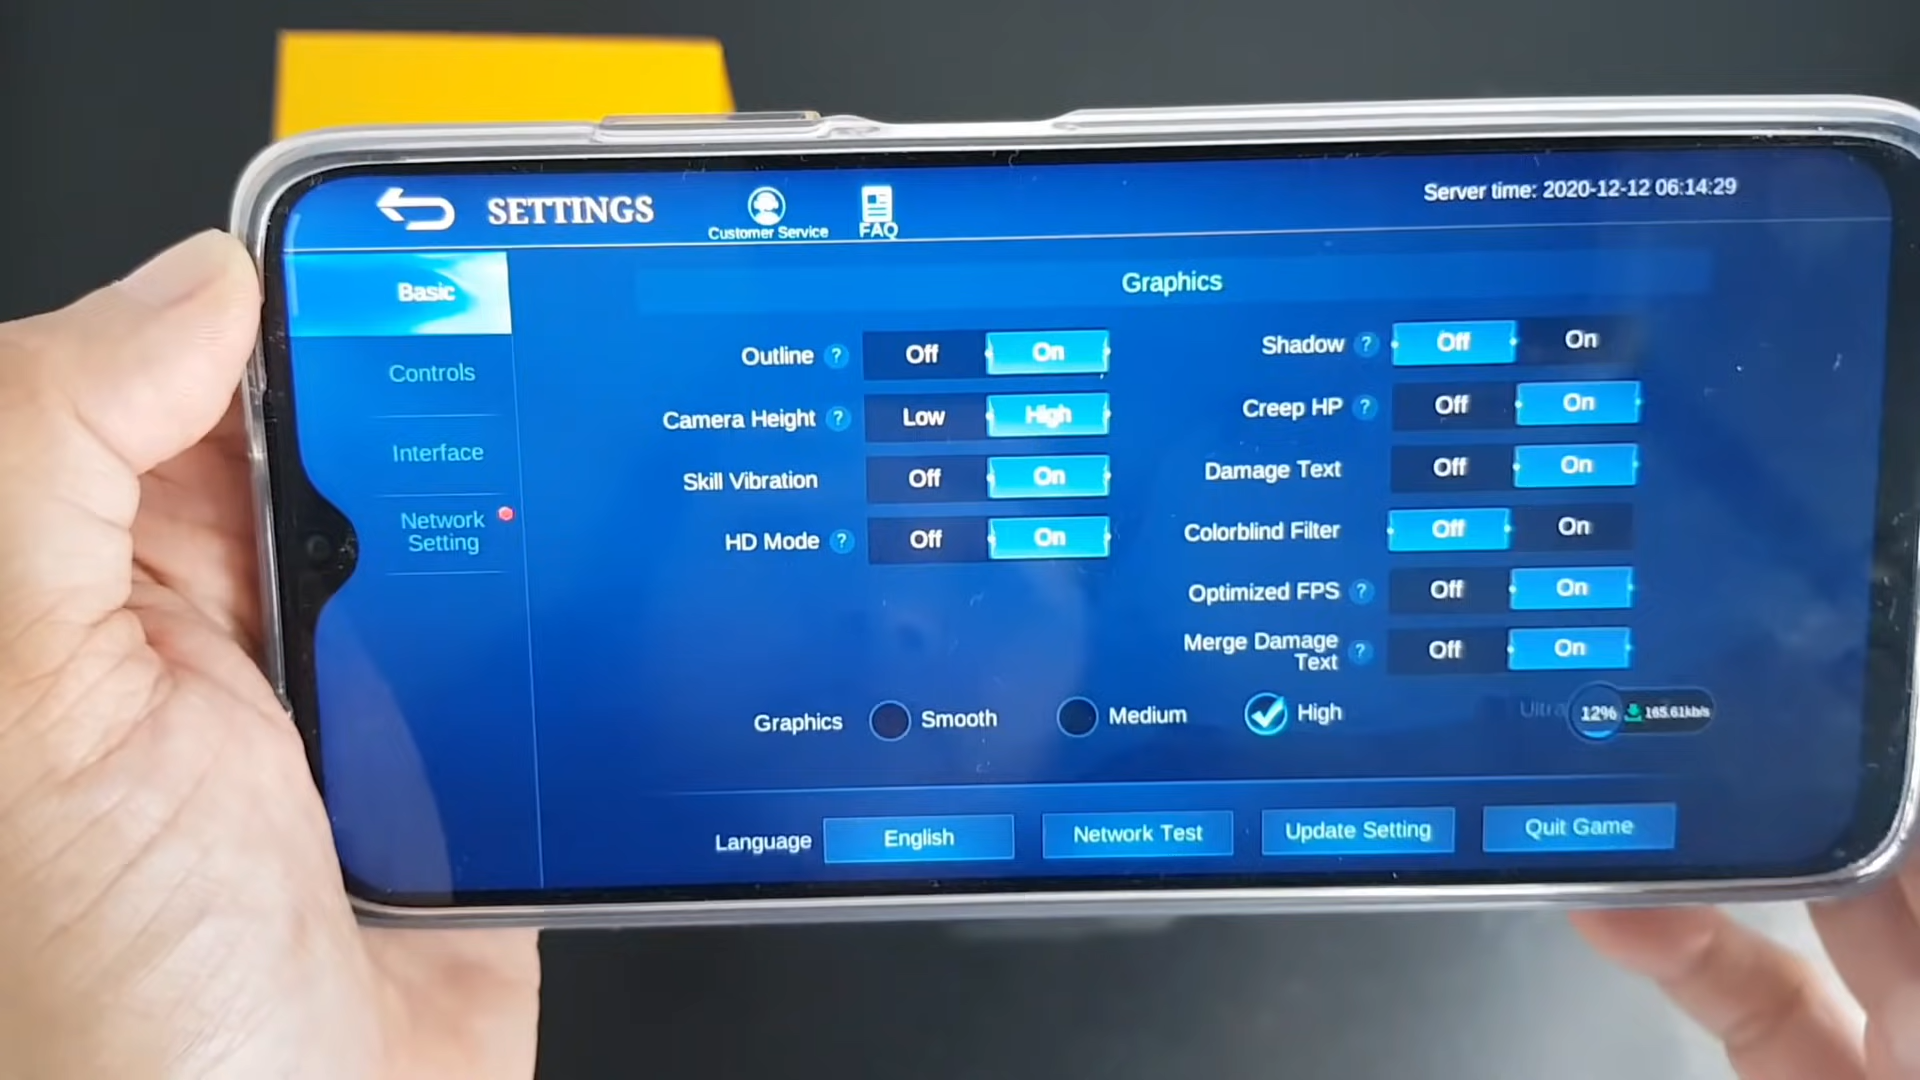 SETTINGS
Customer Service
FAQ
Server time: 2020-12-12 06:14:29
Basic
Controls
Interface
Network
Setting
Graphics
Outline ? Off On
Camera Height ? Low High
Skill Vibration Off On
HD Mode ? Off On
Shadow ? Off On
Creep HP ? Off On
Damage Text Off On
Colorblind Filter Off On
Optimized FPS ? Off On
Merge Damage
Text ? Off On
Graphics Smooth Medium High Ultra 12% 165.61kb/s
Language English Network Test Update Setting Quit Game